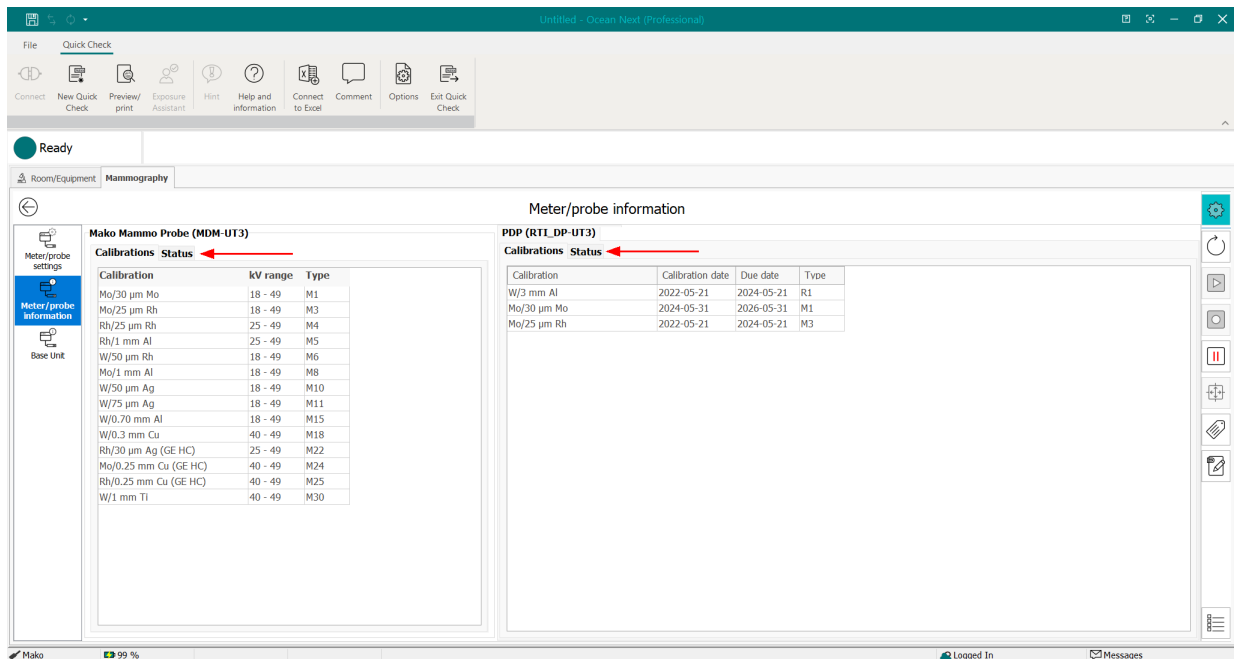 Untitled - Ocean Next (Professional)
File Quick Check
Connect
New Quick Check
Preview/ print
Exposure Assistant
Hint
Help and information
Connect to Excel
Comment
Options
Exit Quick Check
Ready
Room/Equipment Mammography
Meter/probe information
Meter/probe settings
Meter/probe information
Base Unit
Mako Mammo Probe (MDM-UT3)
Calibrations Status
Calibration kV range Type
Mo/30 µm Mo 18 - 49 M1
Mo/25 µm Rh 18 - 49 M3
Rh/25 µm Rh 25 - 49 M4
Rh/1 mm Al 25 - 49 M5
W/50 µm Rh 18 - 49 M6
Mo/1 mm Al 18 - 49 M8
W/50 µm Ag 18 - 49 M10
W/75 µm Ag 18 - 49 M11
W/0.70 mm Al 18 - 49 M15
W/0.3 mm Cu 40 - 49 M18
Rh/30 µm Ag (GE HC) 25 - 49 M22
Mo/0.25 mm Cu (GE HC) 40 - 49 M24
Rh/0.25 mm Cu (GE HC) 40 - 49 M25
W/1 mm Ti 40 - 49 M30
PDP (RTI_DP-UT3)
Calibrations Status
Calibration Calibration date Due date Type
W/3 mm Al 2022-05-21 2024-05-21 R1
Mo/30 µm Mo 2024-05-31 2026-05-31 M1
Mo/25 µm Rh 2022-05-21 2024-05-21 M3
Mako 99 % Logged In Messages